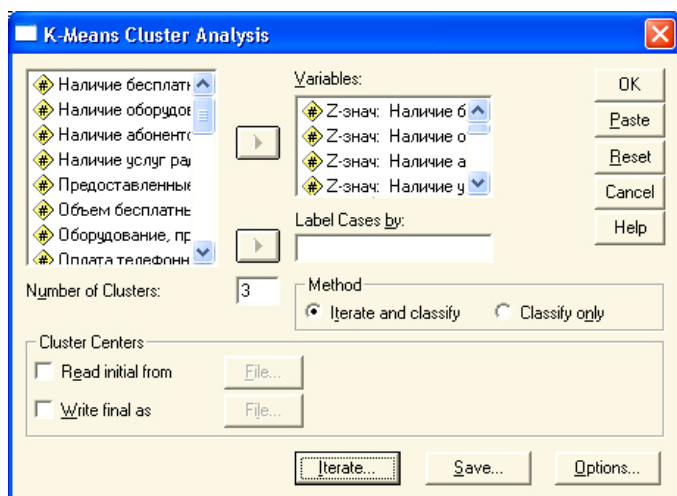 K-Means Cluster Analysis
Наличие бесплатн
Наличие оборудов
Наличие абонентс
Наличие услуг рад
Предоставленные
Объем бесплатнь
Оборудование, пр
Оплата телефонн
Variables:
Z-знач: Наличие б
Z-знач: Наличие о
Z-знач: Наличие а
Z-знач: Наличие у
Label Cases by:
OK
Paste
Reset
Cancel
Help
Number of Clusters:
3
Method
Iterate and classify
Classify only
Cluster Centers
Read initial from
File...
Write final as
File...
Iterate...
Save...
Options...